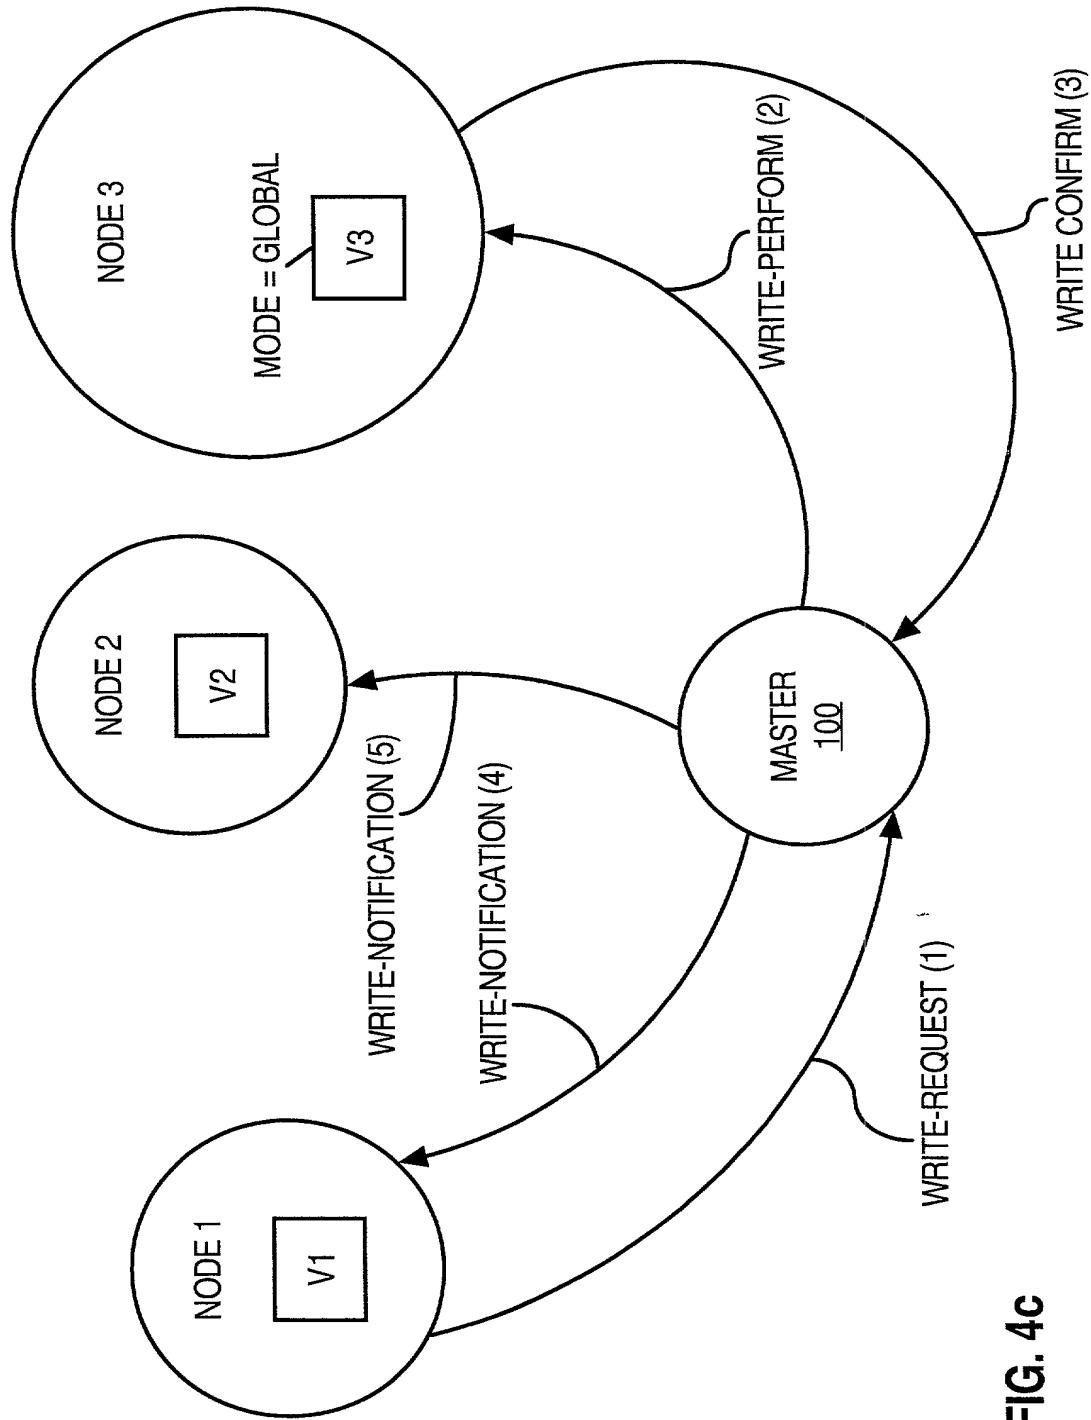 NODE 1
V1
NODE 2
V2
NODE 3
MODE = GLOBAL
V3
WRITE-NOTIFICATION (5)
WRITE-NOTIFICATION (4)
MASTER
100
WRITE-PERFORM (2)
WRITE-REQUEST (1)
WRITE CONFIRM (3)
FIG. 4c